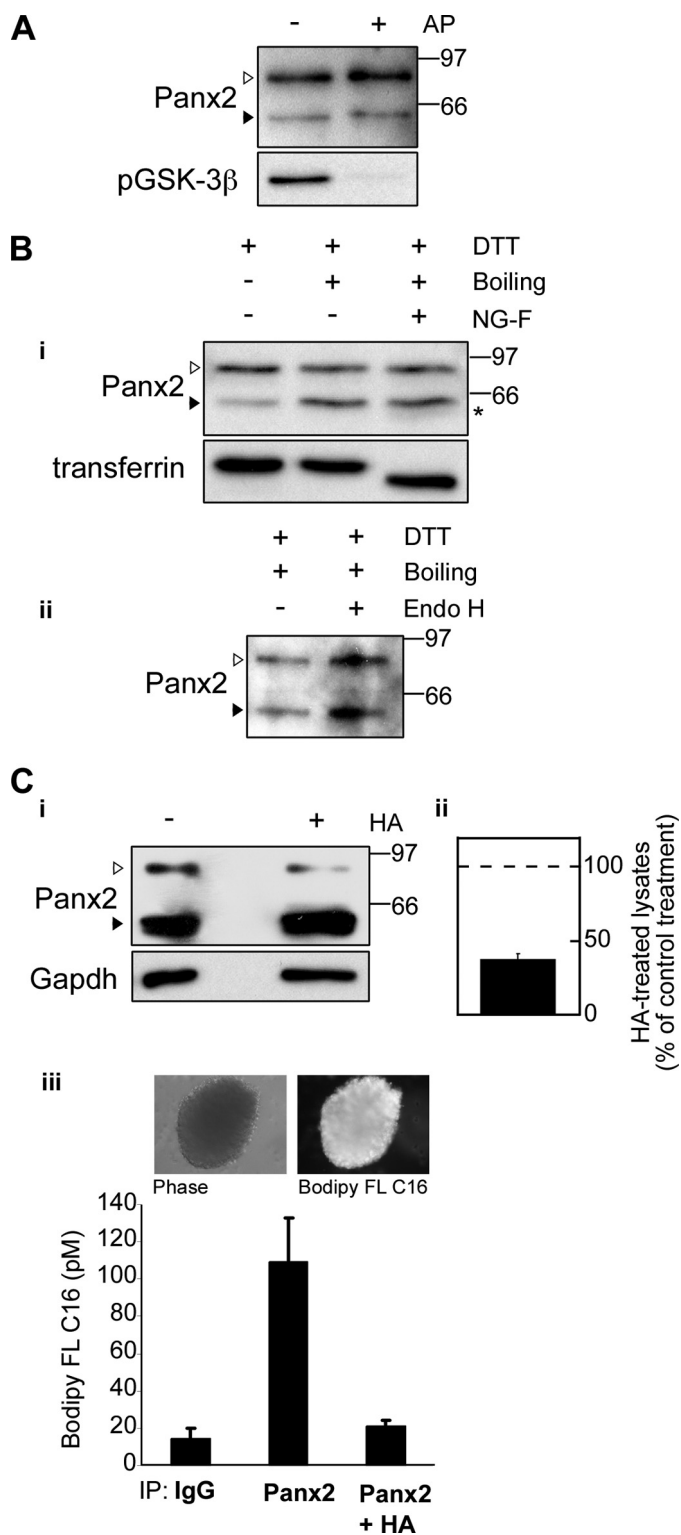 A
- + AP
97
Panx2
66
pGSK-3β
B
+ + + DTT
- + + Boiling
- - + NG-F
i
97
Panx2
66
*
transferrin
+ + DTT
+ + Boiling
ii
- + Endo H
97
Panx2
66
C
i
- + HA
97
Panx2
66
Gapdh
ii
100
50
0
HA-treated lysates
(% of control treatment)
iii
Phase
Bodipy FL C16
140
120
100
80
60
40
20
0
Bodipy FL C16 (pM)
IP: IgG
Panx2
Panx2
+ HA